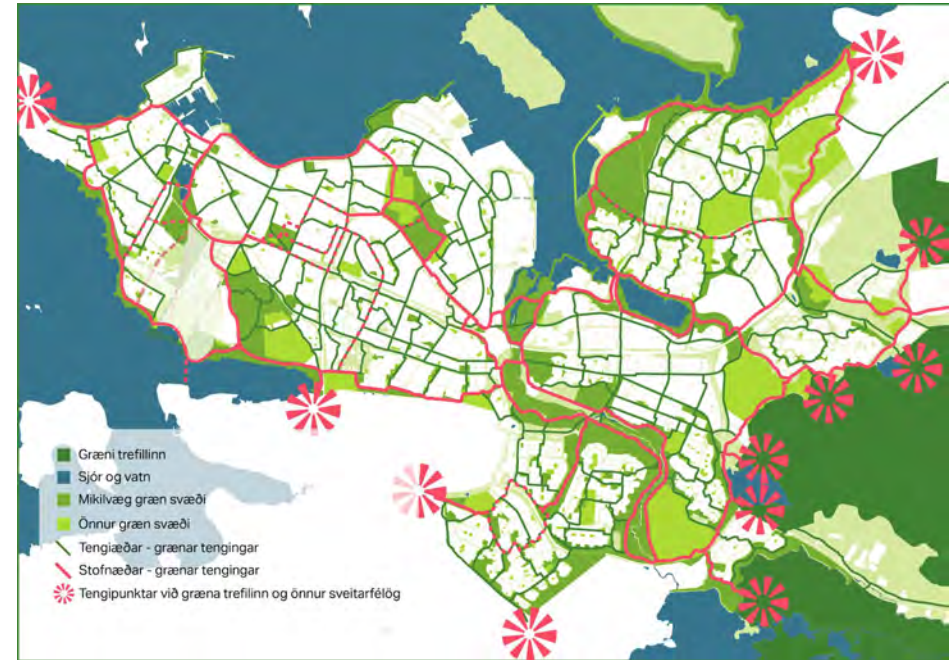 Græni trefillinn
Sjór og vatn
Mikilvæg græn svæði
Önnur græn svæði
Tengiæðar - grænar tengingar
Stofnæðar - grænar tengingar
Tengipunktar við græna trefilinn og önnur sveitarfélög